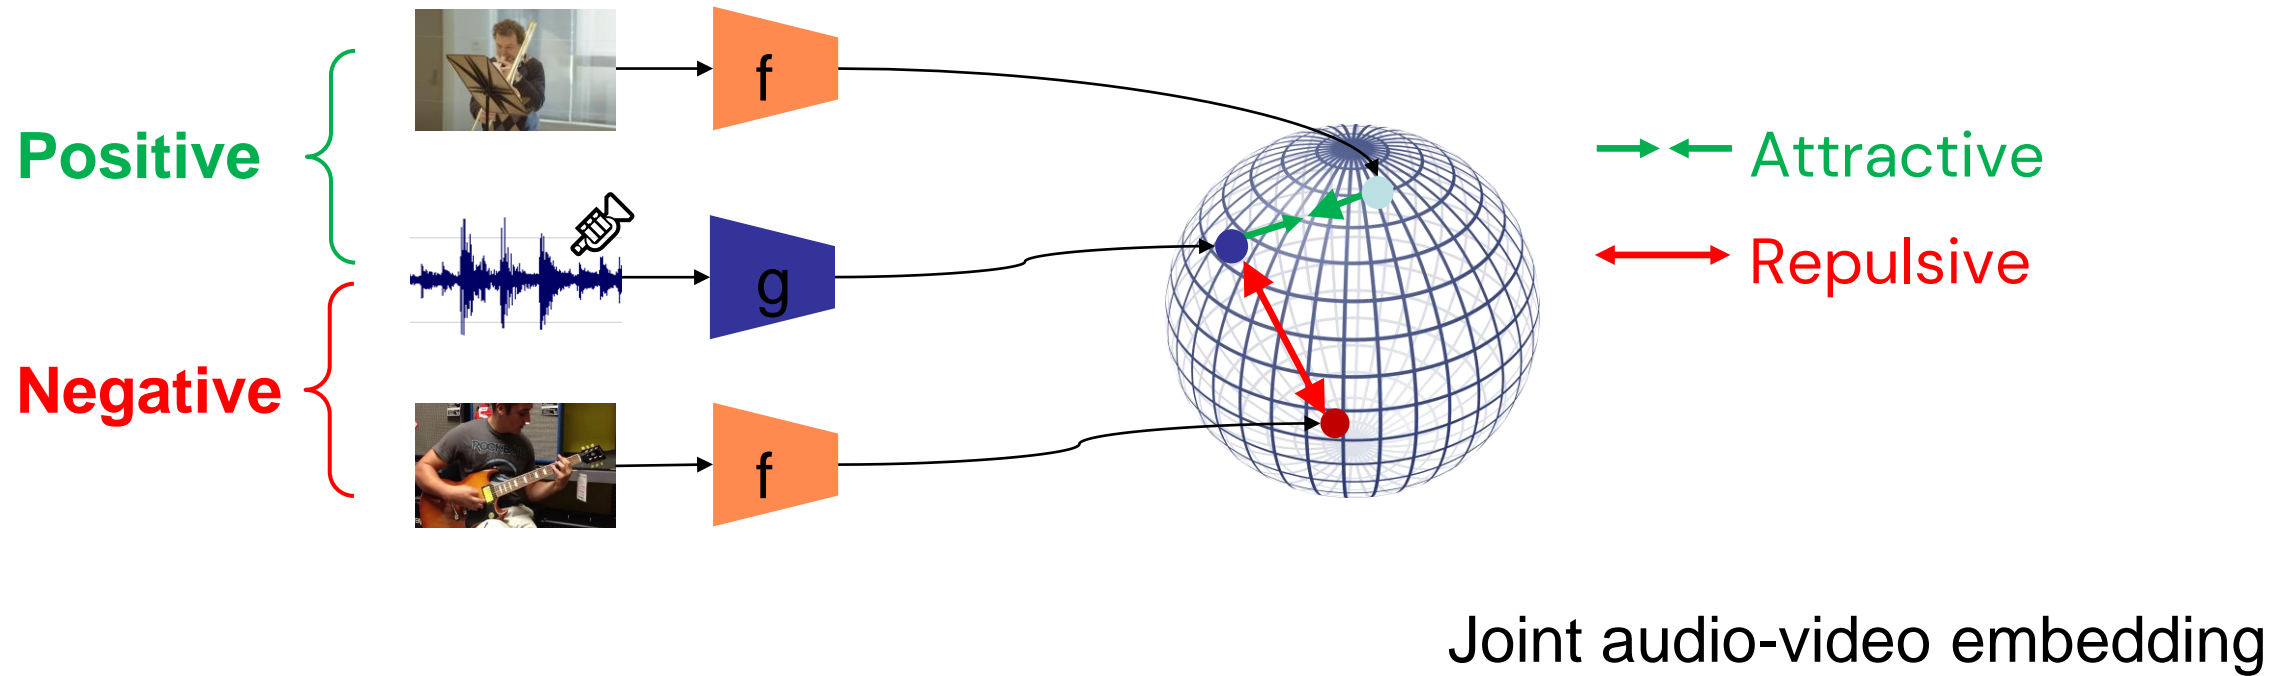 f
Positive
Attractive
g
Repulsive
Negative
f
Joint audio-video embedding